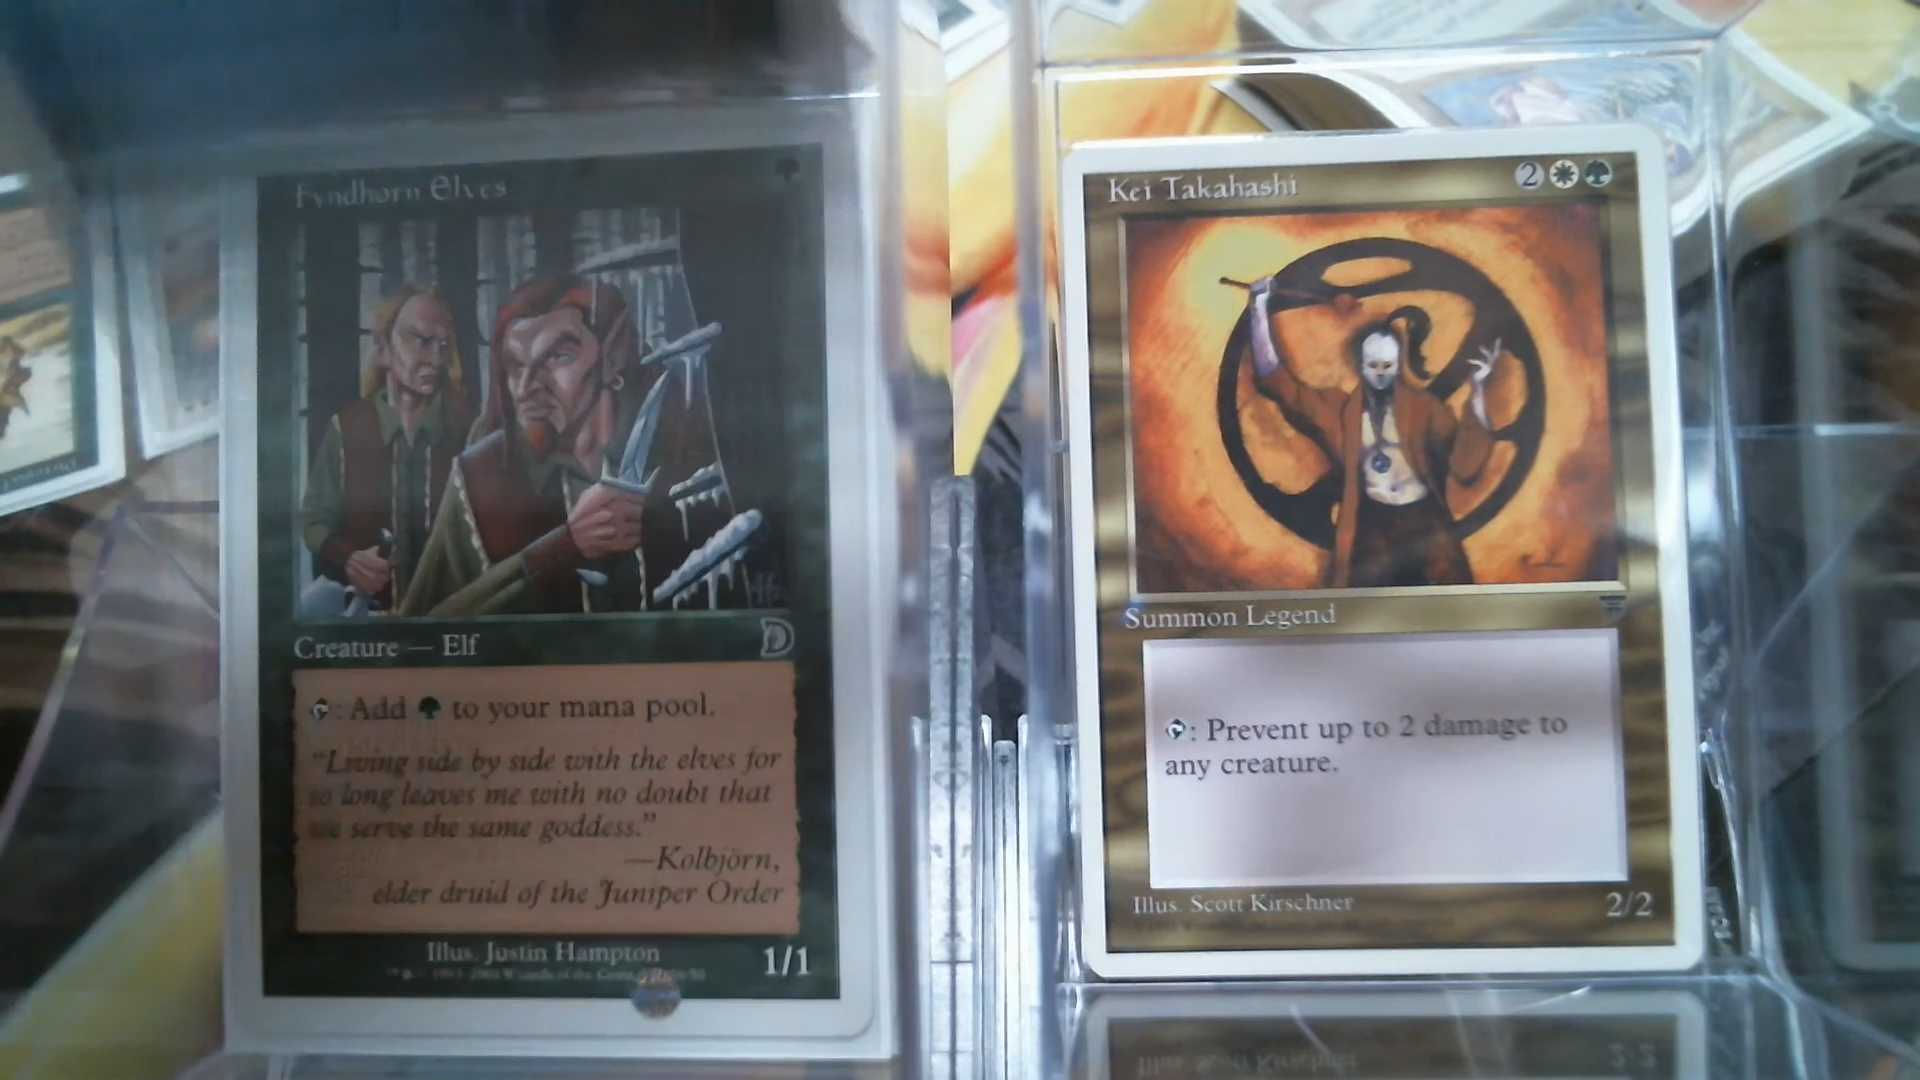 Fyndhorn Elves
Creature — Elf
: Add to your mana pool.
“Living side by side with the elves for
so long leaves me with no doubt that
we serve the same goddess.”
—Kolbjörn,
elder druid of the Juniper Order
Illus. Justin Hampton
1/1
Kei Takahashi
2
Summon Legend
: Prevent up to 2 damage to
any creature.
Illus. Scott Kirschner
2/2